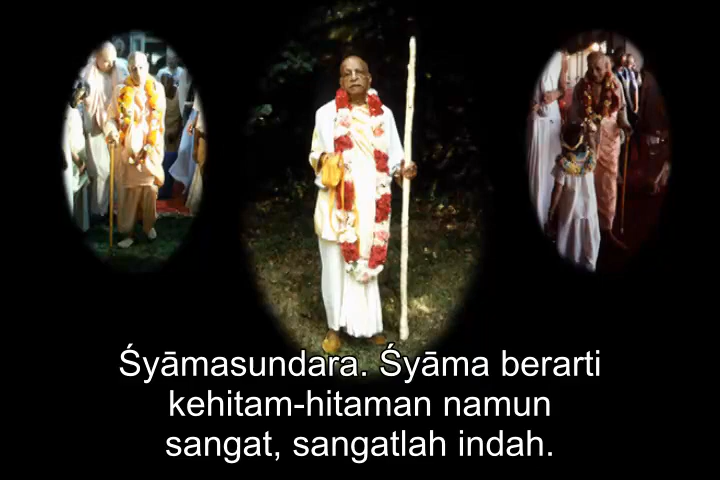 Śyāmasundara. Śyāma berarti
kehitam-hitaman namun
sangat, sangatlah indah.